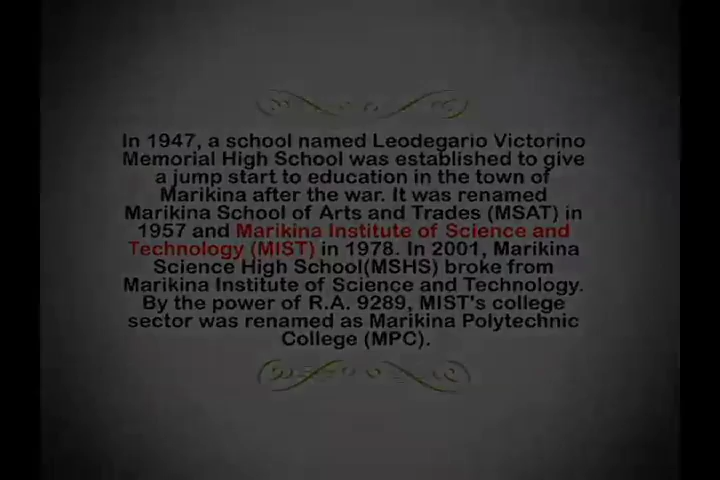 In 1947, a school named Leodegario Victorino
Memorial High School was established to give
a jump start to education in the town of
Marikina after the war. It was renamed
Marikina School of Arts and Trades (MSAT) in
1957 and Marikina Institute of Science and
Technology (MIST) in 1978. In 2001, Marikina
Science High School(MSHS) broke from
Marikina Institute of Science and Technology.
By the power of R.A. 9289, MIST's college
sector was renamed as Marikina Polytechnic
College (MPC).